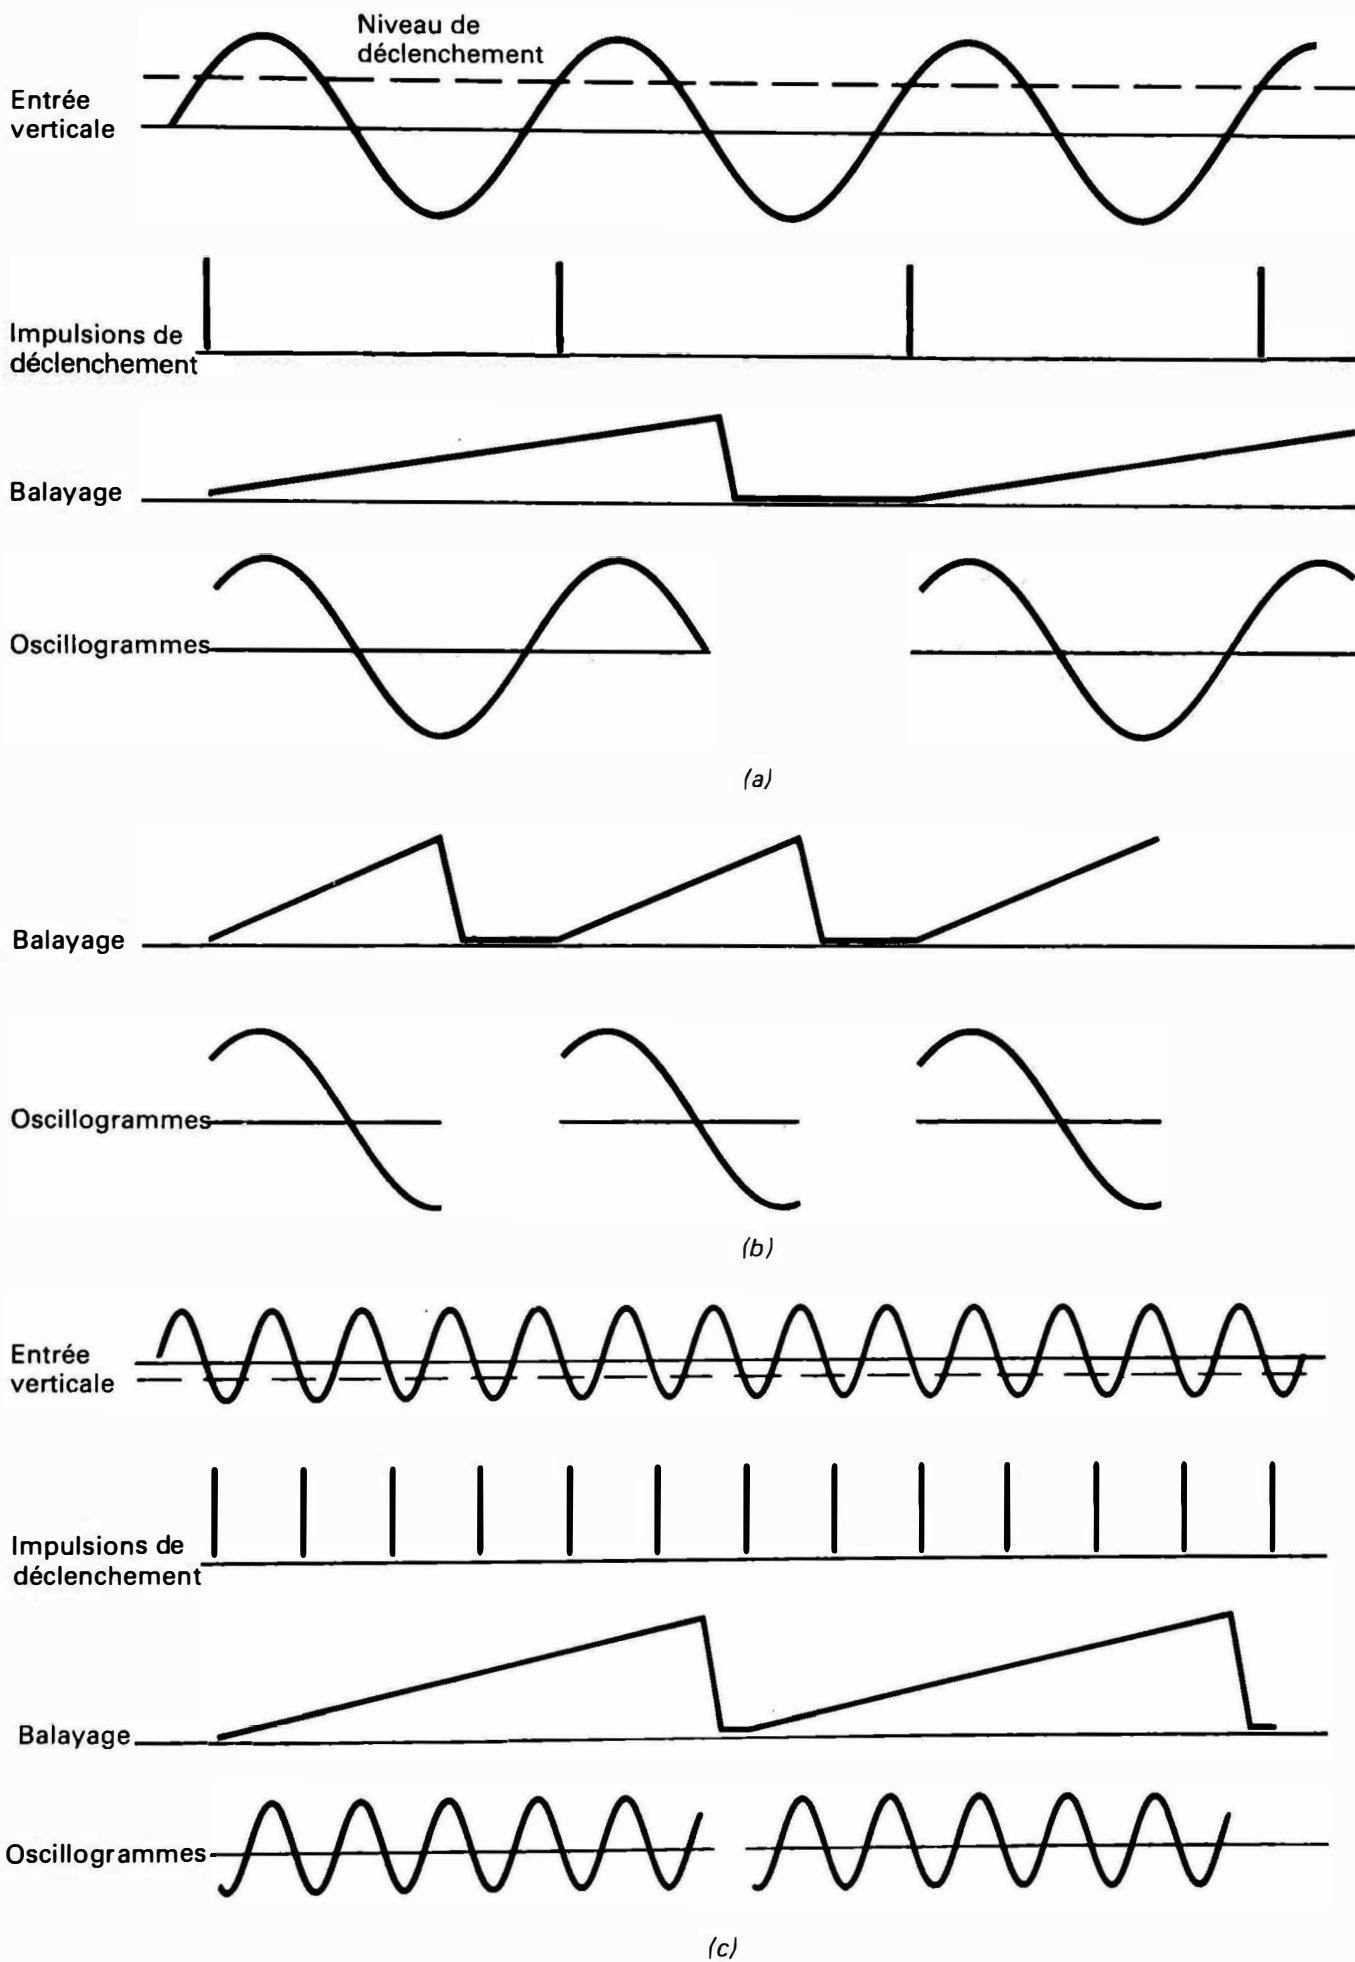 Niveau de
déclenchement
Entrée
verticale
Impulsions de
déclenchement
Balayage
Oscillogrammes
(a)
Balayage
Oscillogrammes
(b)
Entrée
verticale
Impulsions de
déclenchement
Balayage
Oscillogrammes
(c)